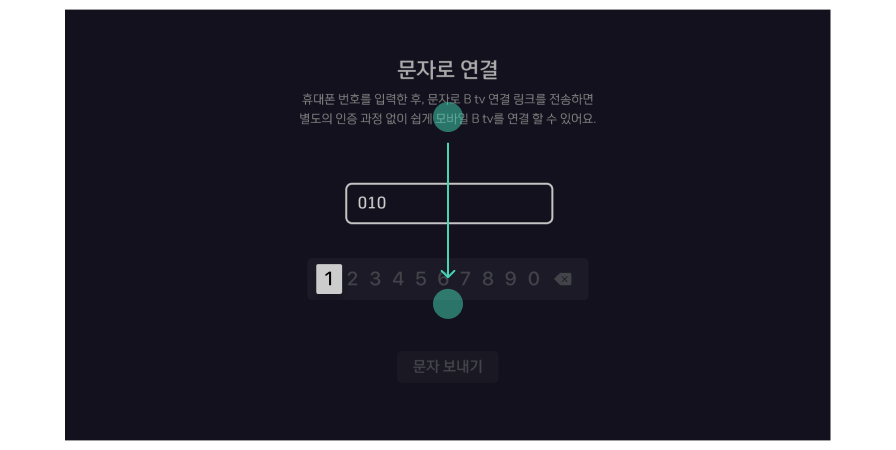 문자로 연결
휴대폰 번호를 입력한 후, 문자로 B tv 연결 링크를 전송하면
별도의 인증 과정 없이 쉽게 모바일 B tv를 연결 할 수 있어요.
010
1 2 3 4 5 6 7 8 9 0
문자 보내기